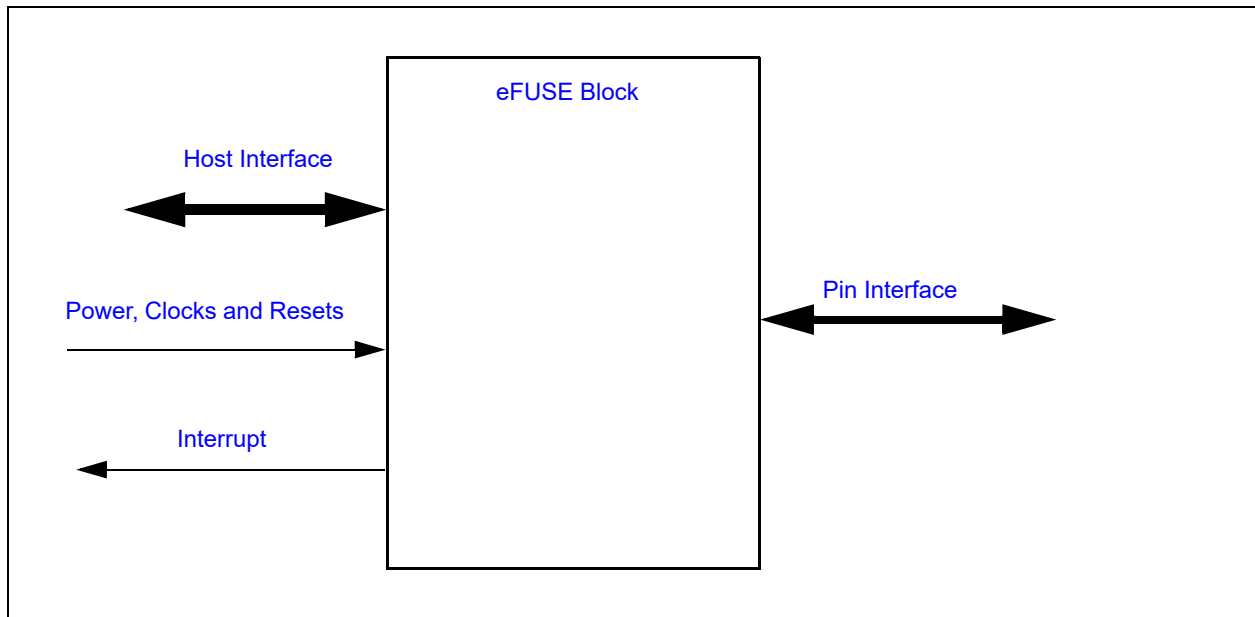 eFUSE Block
Host Interface
Pin Interface
Power, Clocks and Resets
Interrupt